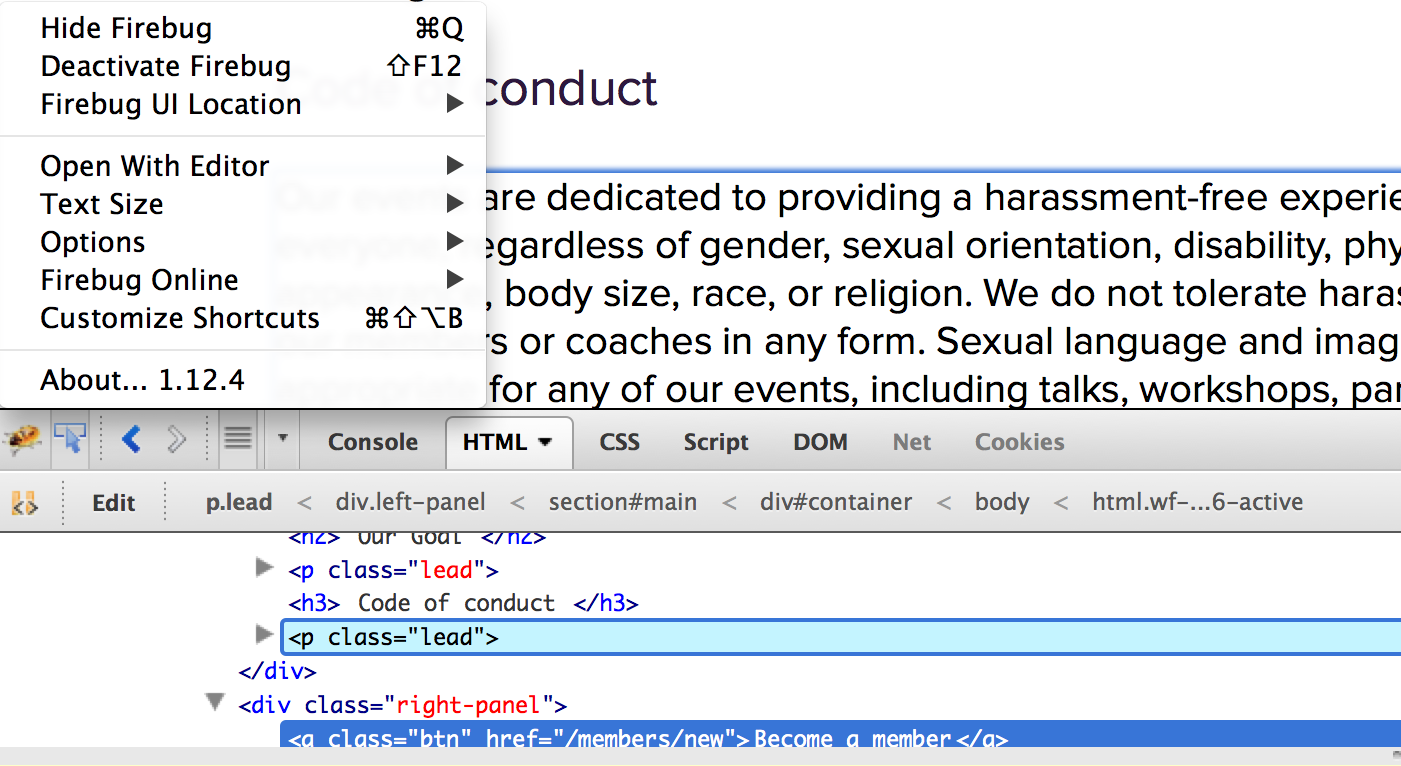 Hide Firebug ⌘Q
Deactivate Firebug ⇧F12
Firebug UI Location ▶
Open With Editor ▶
Text Size ▶
Options ▶
Firebug Online ▶
Customize Shortcuts ⌘⇧⌥B
About... 1.12.4
Code of conduct
Our events are dedicated to providing a harassment-free experie
everyone, regardless of gender, sexual orientation, disability, phy
appearance, body size, race, or religion. We do not tolerate haras
our members or coaches in any form. Sexual language and imag
appropriate for any of our events, including talks, workshops, par
Console HTML ▼ CSS Script DOM Net Cookies
Edit p.lead < div.left-panel < section#main < div#container < body < html.wf-...6-active
<h2> Our Goal </h2>
<p class="lead">
<h3> Code of conduct </h3>
<p class="lead">
</div>
<div class="right-panel">
<a class="btn" href="/members/new">Become a member</a>